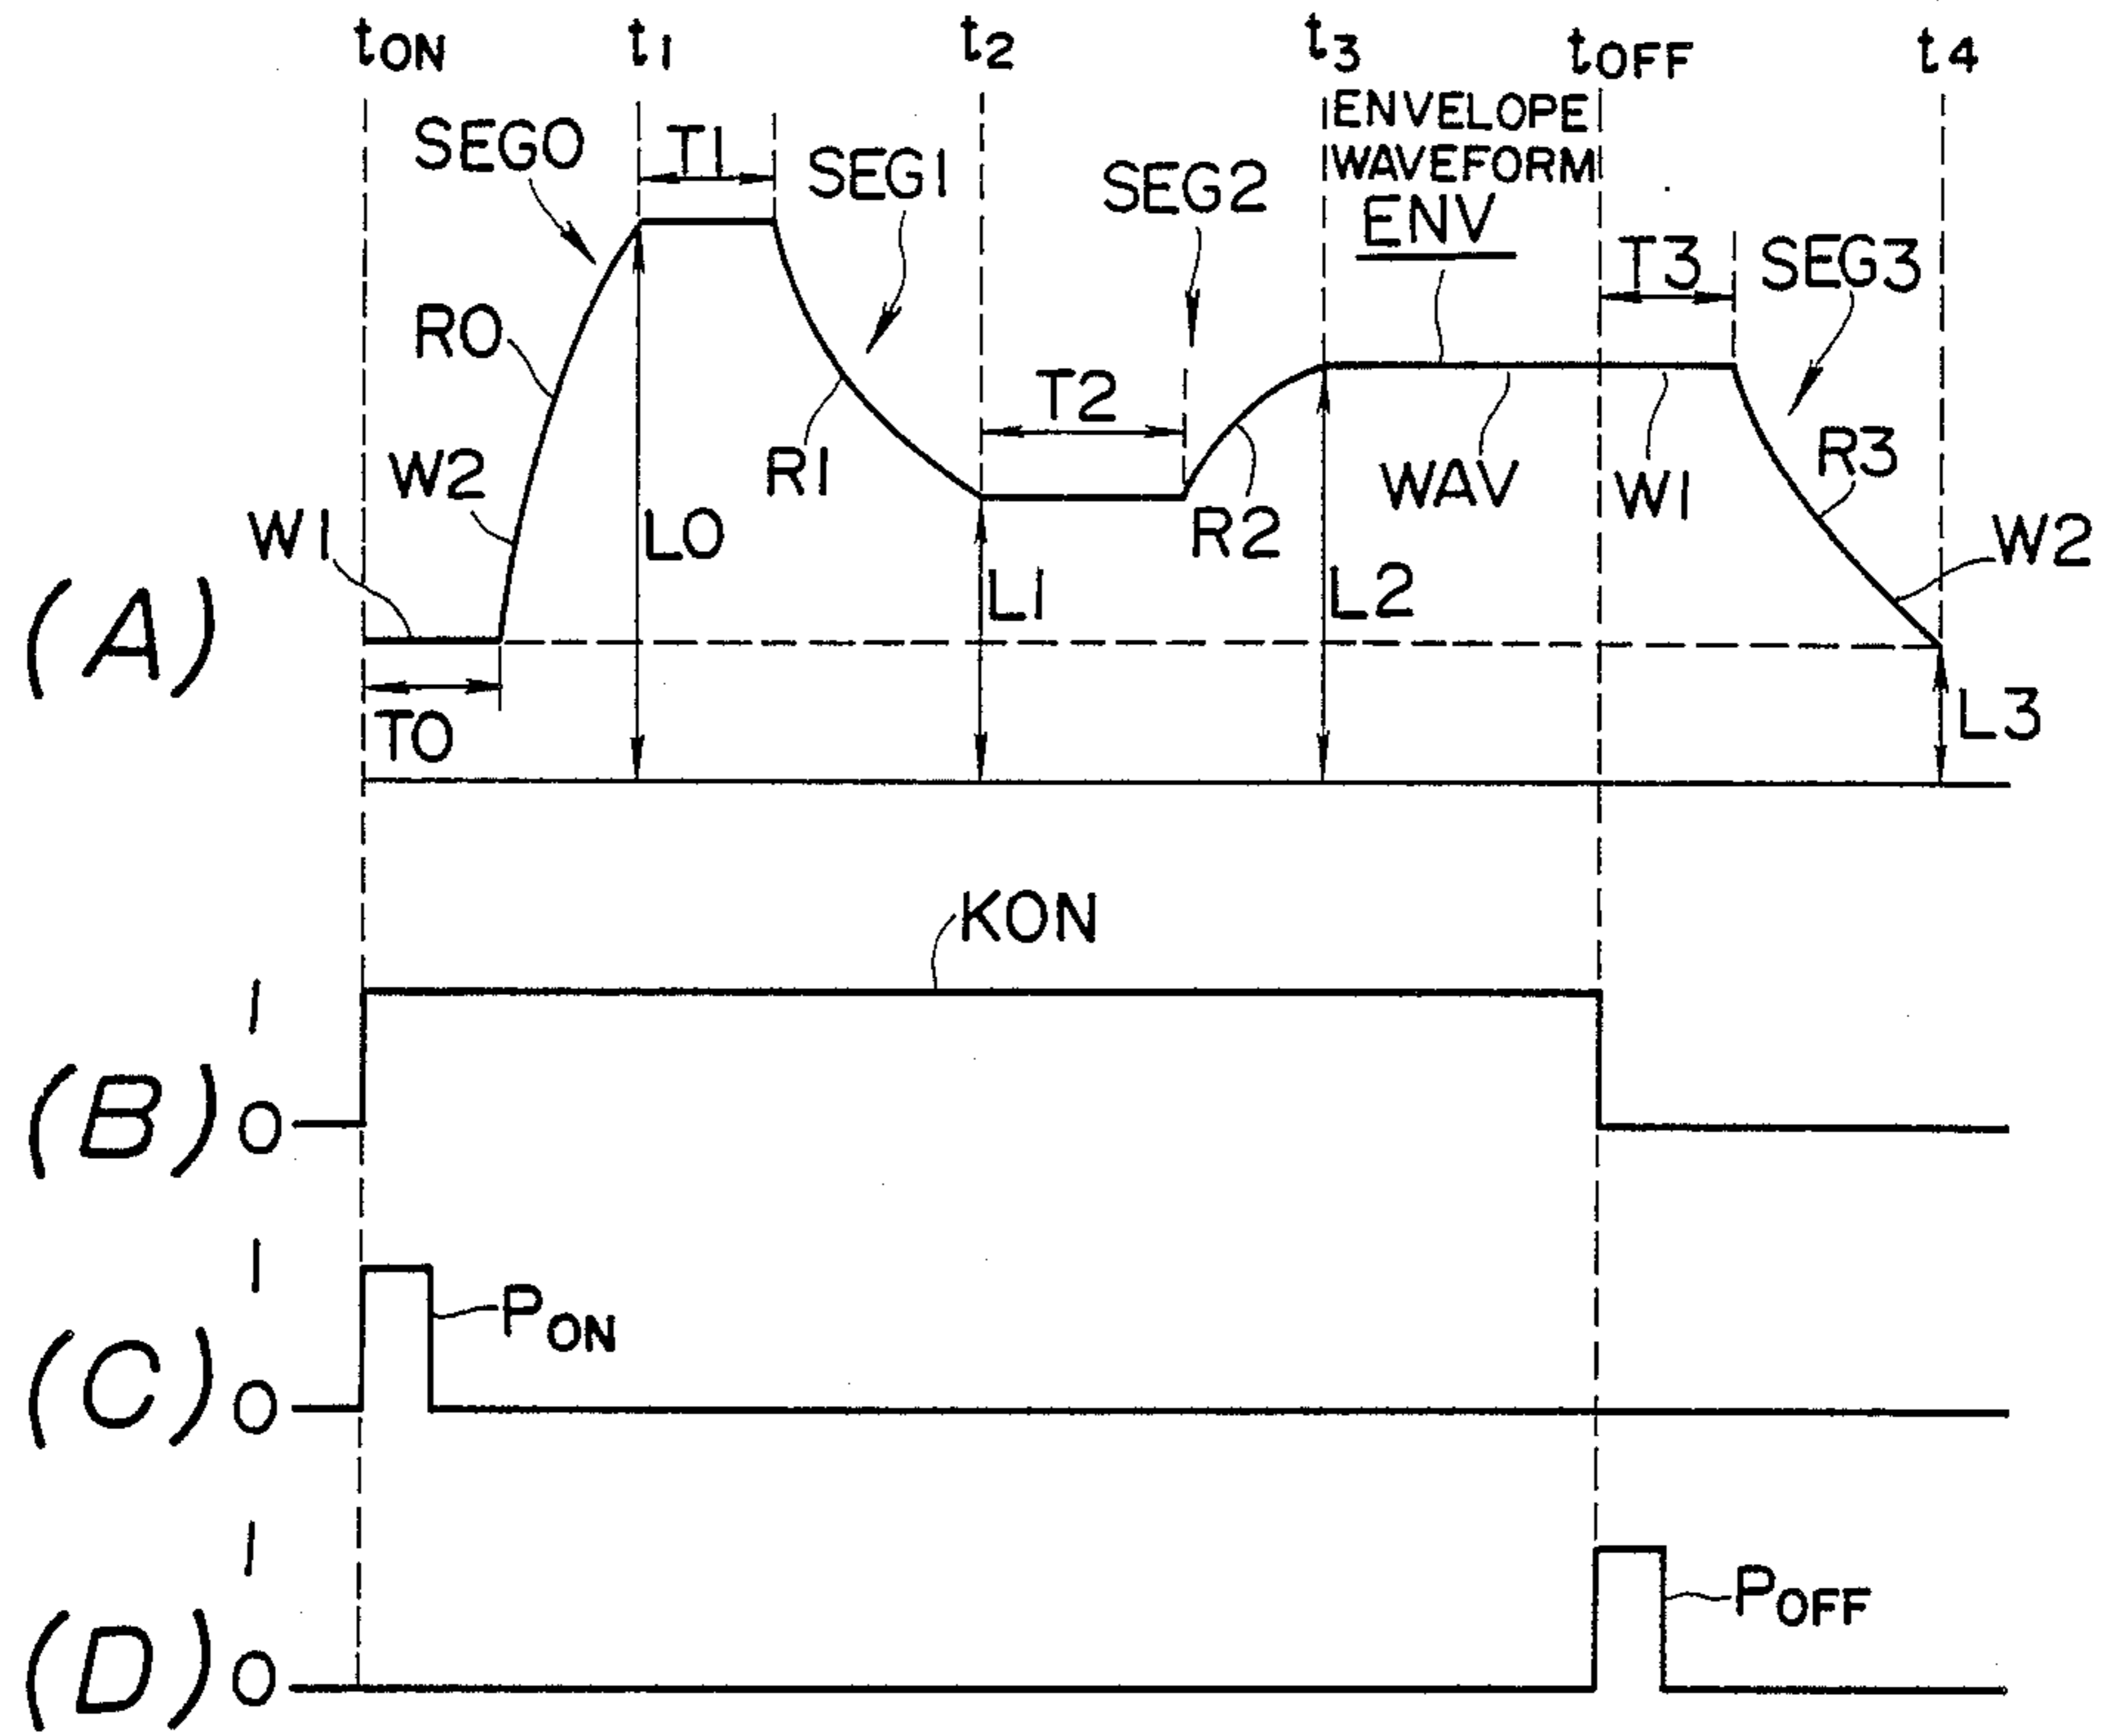 tON t1 t2 t3 tOFF t4
ENVELOPE
WAVEFORM
ENV
SEG0 T1 SEG1 SEG2 T3 SEG3
R0 T2 R3
W2 R1 WAV W1
W1 L0 R2 W2
L1 L2
(A)
T0 L3
KON
1
(B) 0
1
PON
(C) 0
1
POFF
(D) 0